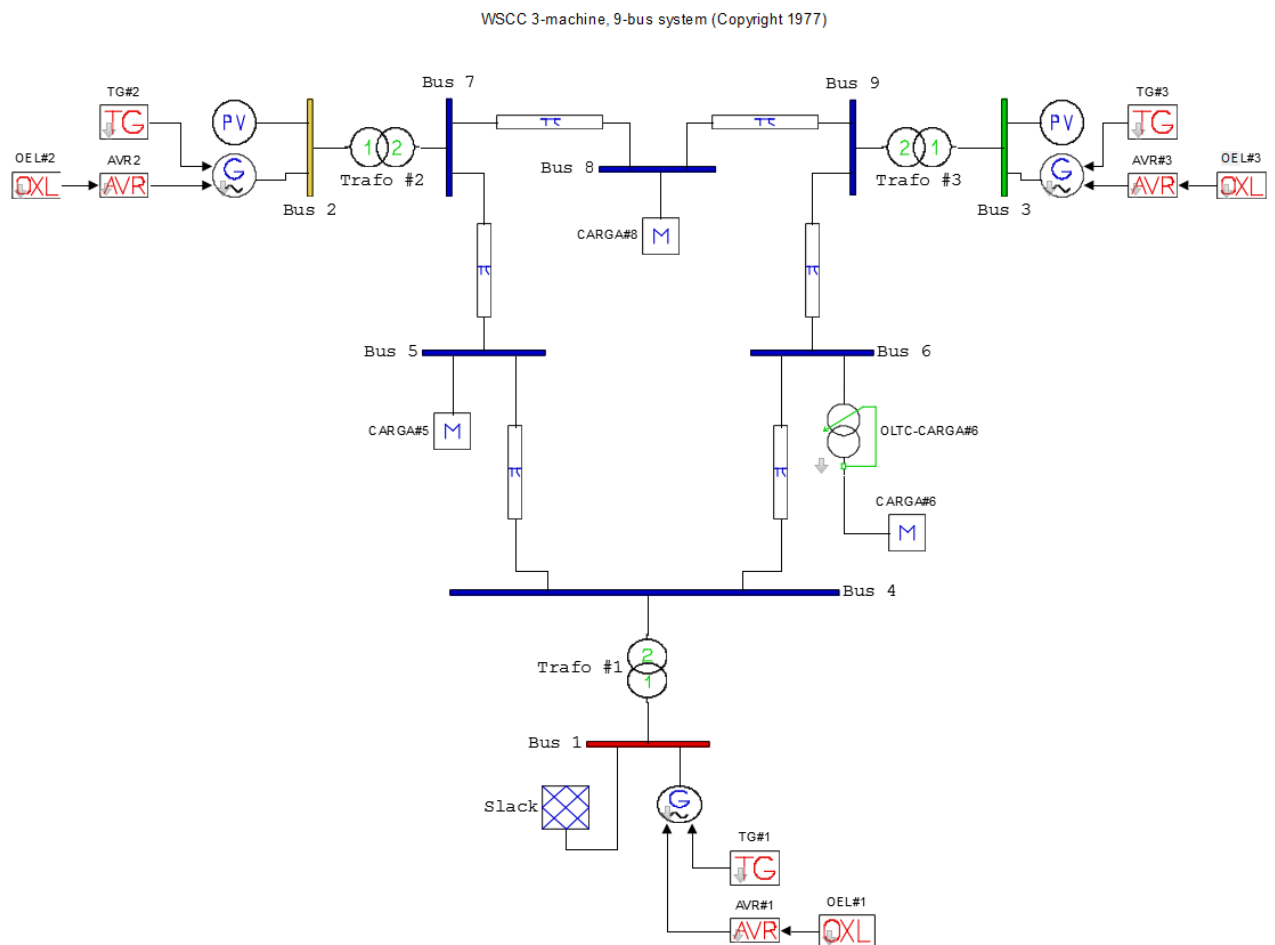 WSCC 3-machine, 9-bus system (Copyright 1977)
Bus 7
Bus 9
TG#2
TG
PV
1 2
Trafo #2
π
π
2 1
Trafo #3
PV
TG#3
TG
OEL#2
OXL
AVR2
AVR
G
Bus 2
Bus 8
CARGA#8
M
Bus 3
G
AVR#3
AVR
OEL#3
OXL
π
π
Bus 5
Bus 6
CARGA#5
M
OLTC-CARGA#6
π
π
CARGA#6
M
Bus 4
Trafo #1
2
1
Bus 1
Slack
G
TG#1
TG
AVR#1
AVR
OEL#1
OXL